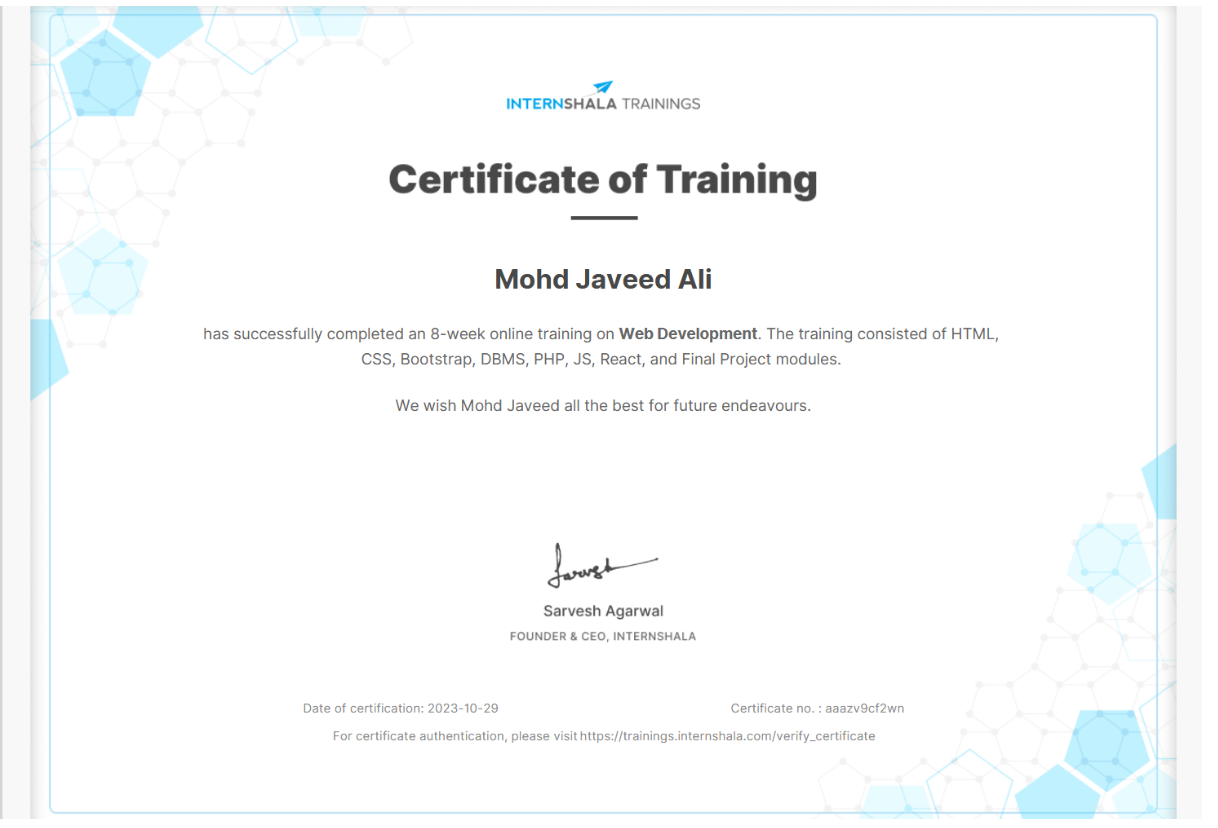 INTERNSHALA TRAININGS
Certificate of Training
Mohd Javeed Ali
has successfully completed an 8-week online training on Web Development. The training consisted of HTML,
CSS, Bootstrap, DBMS, PHP, JS, React, and Final Project modules.
We wish Mohd Javeed all the best for future endeavours.
Sarvesh
Sarvesh Agarwal
FOUNDER & CEO, INTERNSHALA
Date of certification: 2023-10-29 Certificate no. : aaazv9cf2wn
For certificate authentication, please visit https://trainings.internshala.com/verify_certificate